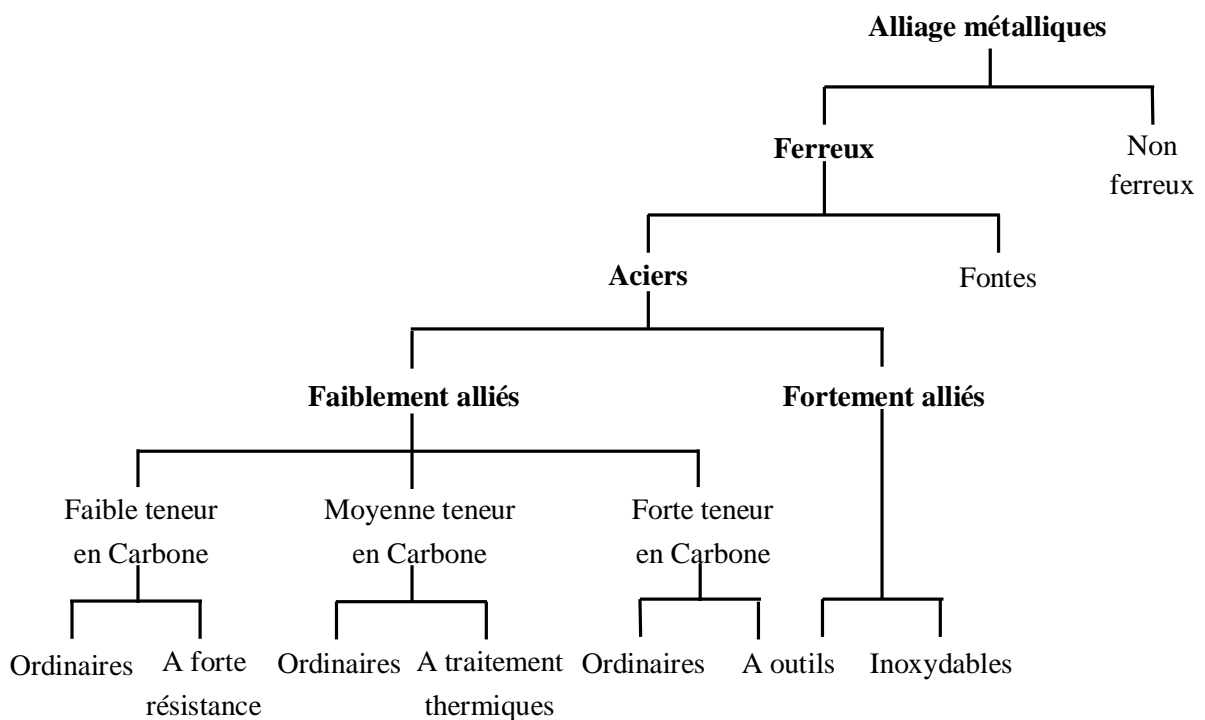 Alliage métalliques
Ferreux
Non
ferreux
Aciers
Fontes
Faiblement alliés
Fortement alliés
Faible teneur
en Carbone
Moyenne teneur
en Carbone
Forte teneur
en Carbone
Ordinaires
A forte
résistance
Ordinaires
A traitement
thermiques
Ordinaires
A outils
Inoxydables